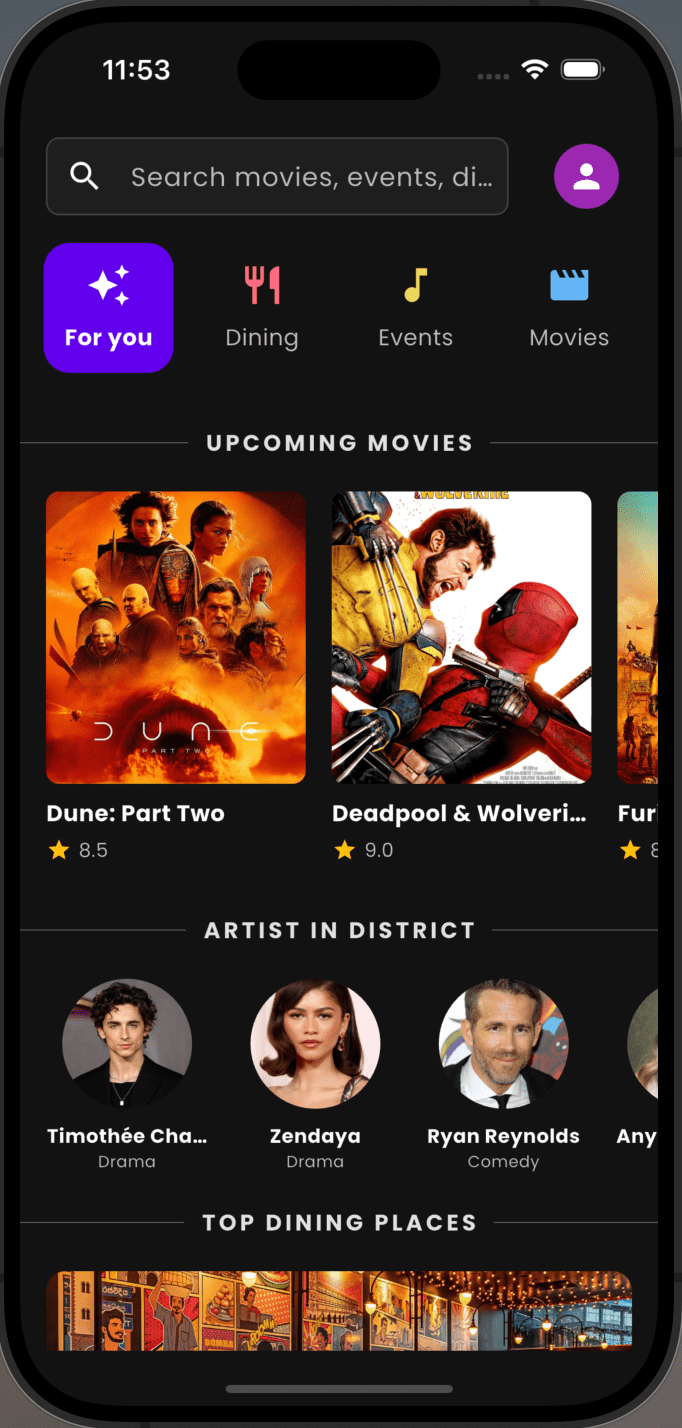 11:53
Search movies, events, di...
For you
Dining
Events
Movies
UPCOMING MOVIES
& WOLVERINE
DUNE
PART TWO
Dune: Part Two
Deadpool & Wolveri...
Furi
8.5
9.0
8
ARTIST IN DISTRICT
Timothée Cha...
Zendaya
Ryan Reynolds
Any
Drama
Drama
Comedy
TOP DINING PLACES